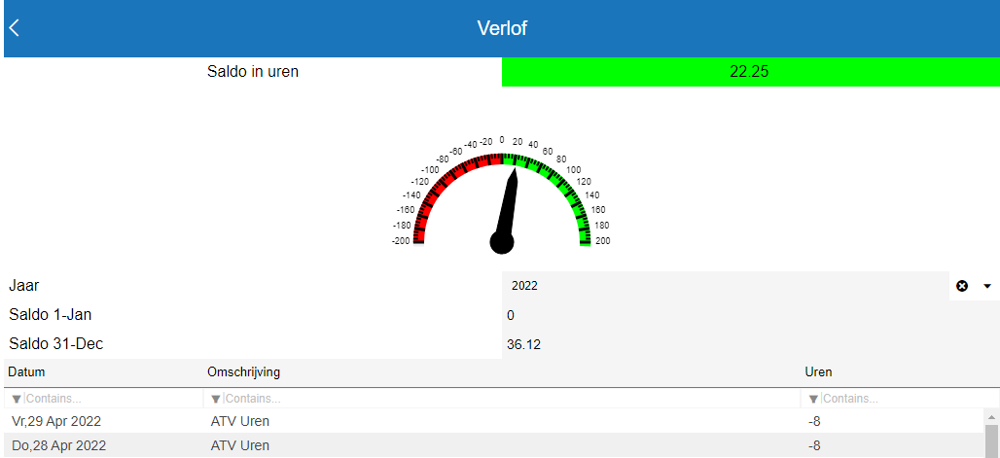 Verlof
Saldo in uren 22.25
-200 -180 -160 -140 -120 -100 -80 -60 -40 -20 0 20 40 60 80 100 120 140 160 180 200
Jaar 2022
Saldo 1-Jan 0
Saldo 31-Dec 36.12
Datum Omschrijving Uren
Contains... Contains... Contains...
Vr,29 Apr 2022 ATV Uren -8
Do,28 Apr 2022 ATV Uren -8